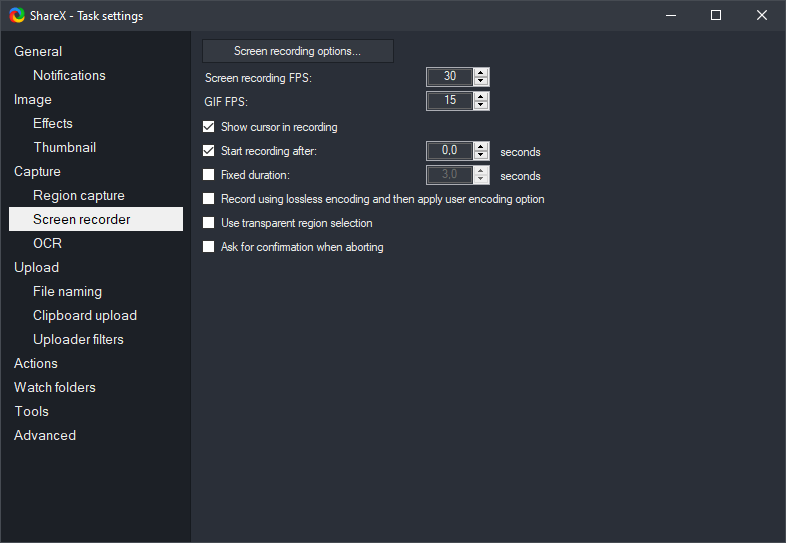 ShareX - Task settings
General
Notifications
Image
Effects
Thumbnail
Capture
Region capture
Screen recorder
OCR
Upload
File naming
Clipboard upload
Uploader filters
Actions
Watch folders
Tools
Advanced
Screen recording options...
Screen recording FPS: 30
GIF FPS: 15
Show cursor in recording
Start recording after: 0,0 seconds
Fixed duration: 3,0 seconds
Record using lossless encoding and then apply user encoding option
Use transparent region selection
Ask for confirmation when aborting